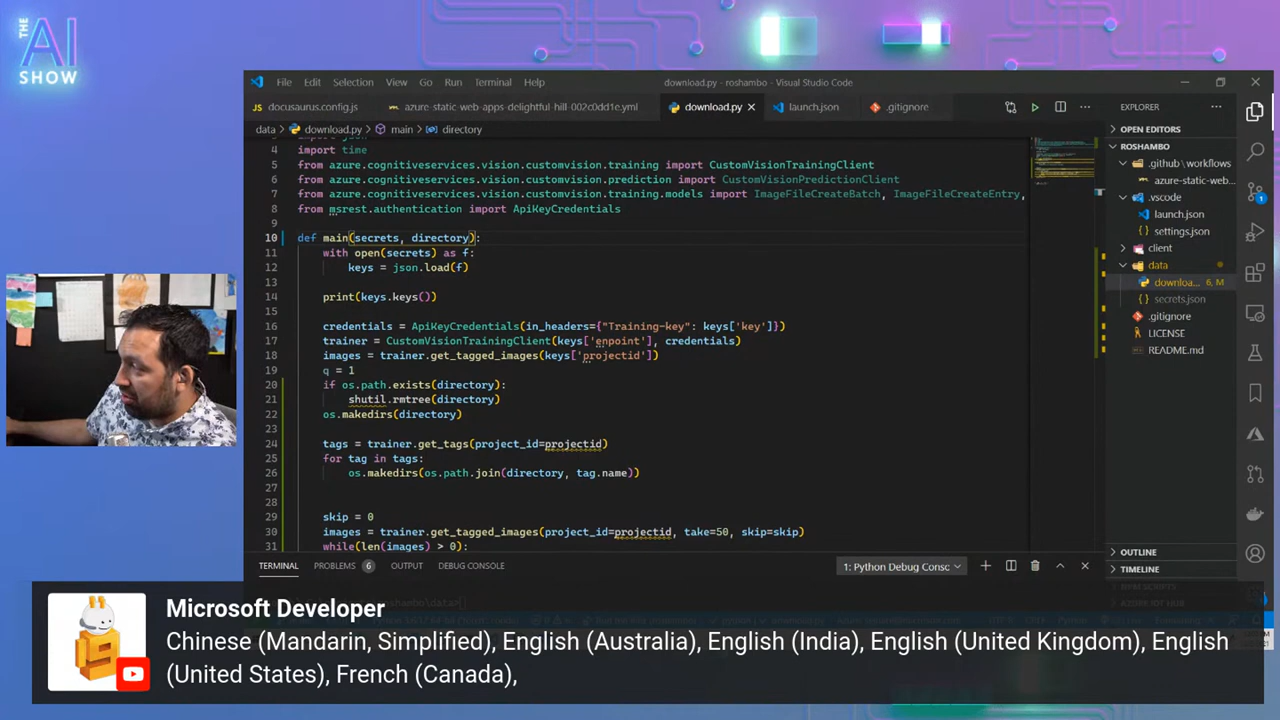 THE
AI
SHOW
File Edit Selection View Go Run Terminal Help
download.py - roshambo - Visual Studio Code
docusaurus.config.js
azure-static-web-apps-delightful-hill-002c0dd1e.yml
download.py
launch.json
.gitignore
EXPLORER
data > download.py > main > directory
4 import time
5 from azure.cognitiveservices.vision.customvision.training import CustomVisionTrainingClient
6 from azure.cognitiveservices.vision.customvision.prediction import CustomVisionPredictionClient
7 from azure.cognitiveservices.vision.customvision.training.models import ImageFileCreateBatch, ImageFileCreateEntry,
8 from msrest.authentication import ApiKeyCredentials
9
10 def main(secrets, directory):
11 with open(secrets) as f:
12 keys = json.load(f)
13
14 print(keys.keys())
15
16 credentials = ApiKeyCredentials(in_headers={"Training-key": keys['key']})
17 trainer = CustomVisionTrainingClient(keys['enpoint'], credentials)
18 images = trainer.get_tagged_images(keys['projectid'])
19 q = 1
20 if os.path.exists(directory):
21 shutil.rmtree(directory)
22 os.makedirs(directory)
23
24 tags = trainer.get_tags(project_id=projectid)
25 for tag in tags:
26 os.makedirs(os.path.join(directory, tag.name))
27
28
29 skip = 0
30 images = trainer.get_tagged_images(project_id=projectid, take=50, skip=skip)
31 while(len(images) > 0):
OPEN EDITORS
ROSHAMBO
.github\workflows
azure-static-web...
.vscode
launch.json
settings.json
client
data
downloa... 6, M
secrets.json
.gitignore
LICENSE
README.md
OUTLINE
TIMELINE
TERMINAL PROBLEMS 6 OUTPUT DEBUG CONSOLE
1: Python Debug Consc
Microsoft Developer
Chinese (Mandarin, Simplified), English (Australia), English (India), English (United Kingdom), English
(United States), French (Canada),